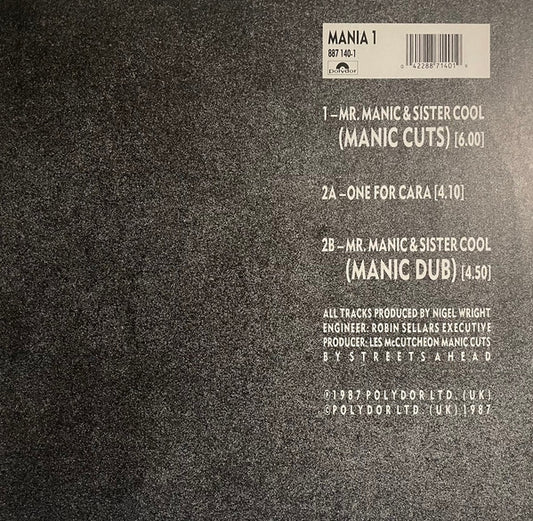 MANIA 1
887 140-1
Polydor
0 42288 71401 9
1–MR. MANIC & SISTER COOL
(MANIC CUTS) [6.00]
2A –ONE FOR CARA [4.10]
2B–MR. MANIC & SISTER COOL
(MANIC DUB) [4.50]
ALL TRACKS PRODUCED BY NIGEL WRIGHT
ENGINEER: ROBIN SELLARS EXECUTIVE
PRODUCER: LES McCUTCHEON MANIC CUTS
BY STREETSAHEAD
℗1987 POLYDOR LTD. (UK)
©POLYDOR LTD. (UK) 1987